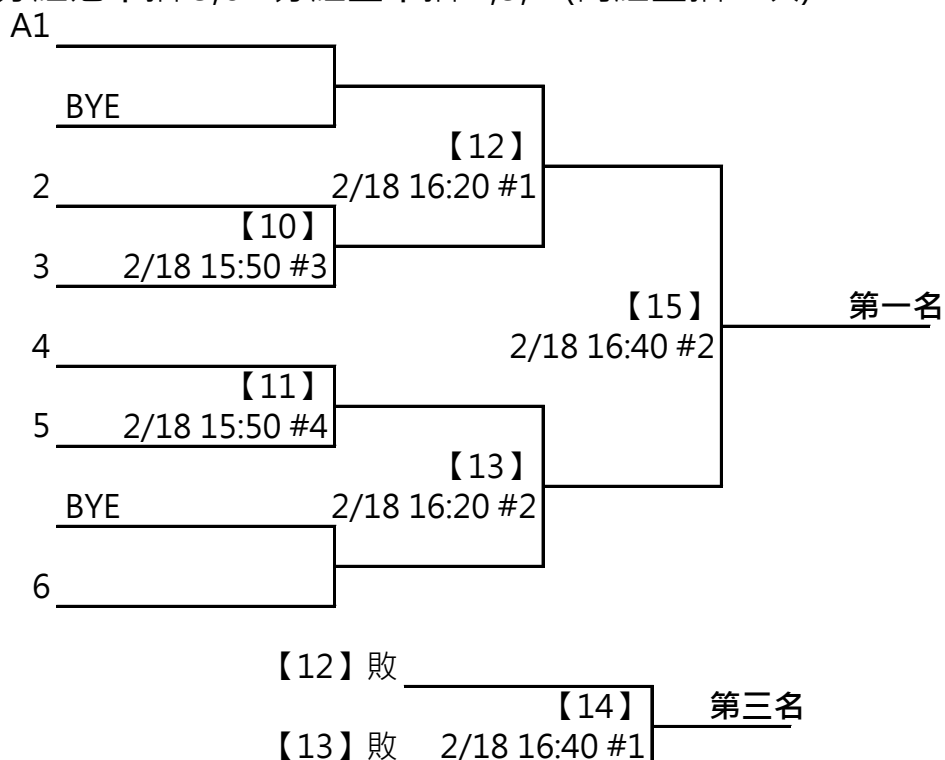 A1
BYE
【12】
2 2/18 16:20 #1
【10】
3 2/18 15:50 #3
【15】 第一名
4 2/18 16:40 #2
【11】
5 2/18 15:50 #4
【13】
BYE 2/18 16:20 #2
6
【12】敗
【14】 第三名
【13】敗 2/18 16:40 #1